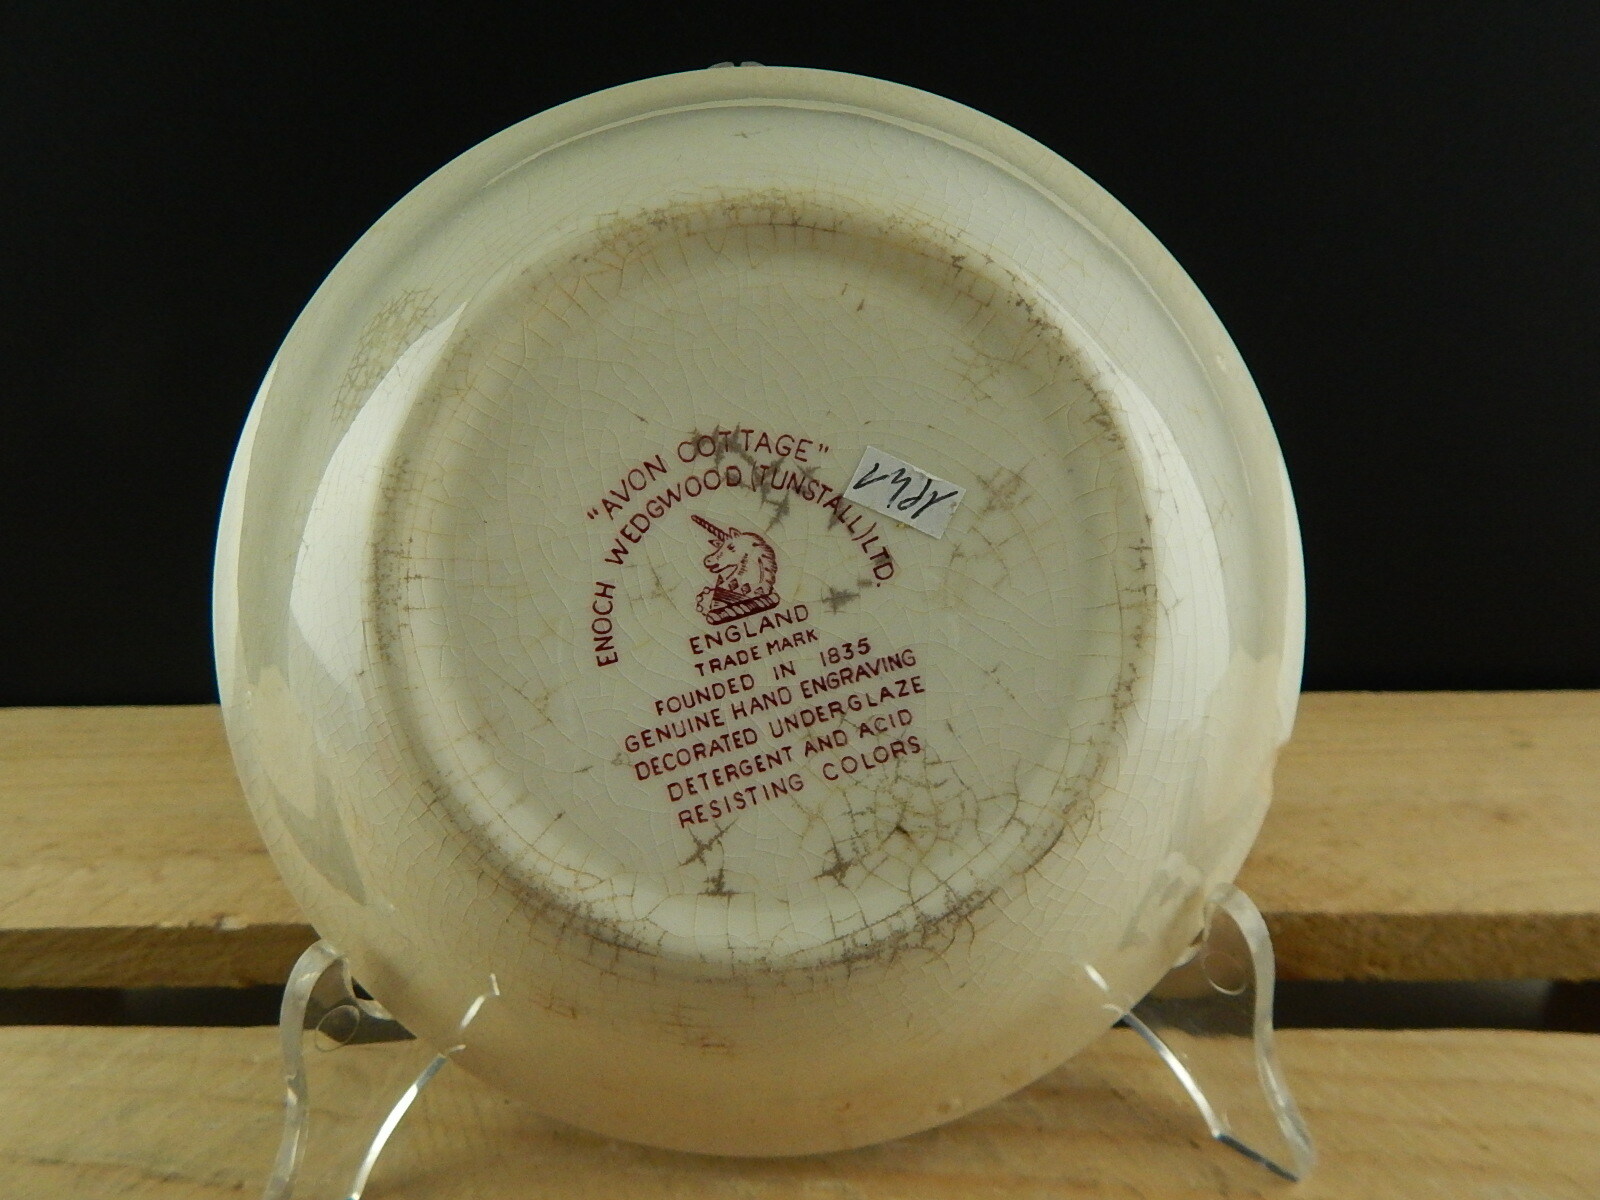 "AVON COTTAGE"
ENOCH WEDGWOOD (TUNSTALL) LTD.
ENGLAND
TRADE MARK
FOUNDED IN 1835
GENUINE HAND ENGRAVING
DECORATED UNDERGLAZE
DETERGENT AND ACID
RESISTING COLORS